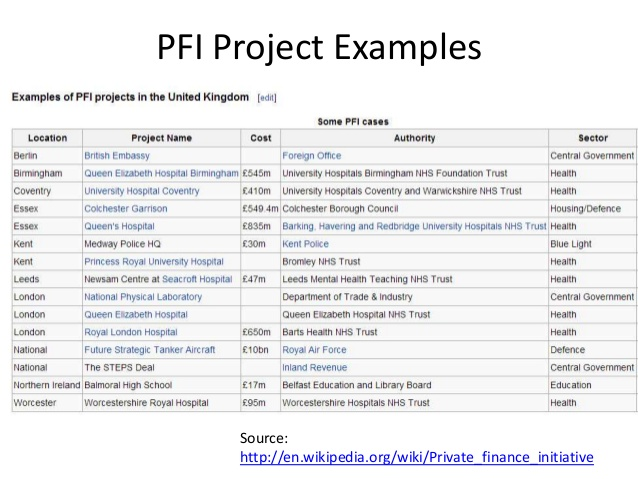 PFI Project Examples
Examples of PFI projects in the United Kingdom [edit]
Some PFI cases
Location Project Name Cost Authority Sector
Berlin British Embassy Foreign Office Central Government
Birmingham Queen Elizabeth Hospital Birmingham £545m University Hospitals Birmingham NHS Foundation Trust Health
Coventry University Hospital Coventry £410m University Hospitals Coventry and Warwickshire NHS Trust Health
Essex Colchester Garrison £549.4m Colchester Borough Council Housing/Defence
Essex Queen's Hospital £835m Barking, Havering and Redbridge University Hospitals NHS Trust Health
Kent Medway Police HQ £30m Kent Police Blue Light
Kent Princess Royal University Hospital Bromley NHS Trust Health
Leeds Newsam Centre at Seacroft Hospital £47m Leeds Mental Health Teaching NHS Trust Health
London National Physical Laboratory Department of Trade & Industry Central Government
London Queen Elizabeth Hospital Queen Elizabeth Hospital NHS Trust Health
London Royal London Hospital £650m Barts Health NHS Trust Health
National Future Strategic Tanker Aircraft £10bn Royal Air Force Defence
National The STEPS Deal Inland Revenue Central Government
Northern Ireland Balmoral High School £17m Belfast Education and Library Board Education
Worcester Worcestershire Royal Hospital £95m Worcestershire Hospitals NHS Trust Health
Source:
http://en.wikipedia.org/wiki/Private_finance_initiative